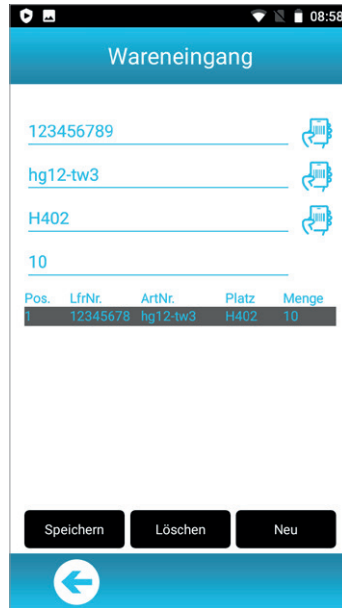 08:58
Wareneingang
123456789
hg12-tw3
H402
10
Pos. LfrNr. ArtNr. Platz Menge
1 12345678 hg12-tw3 H402 10
Speichern Löschen Neu